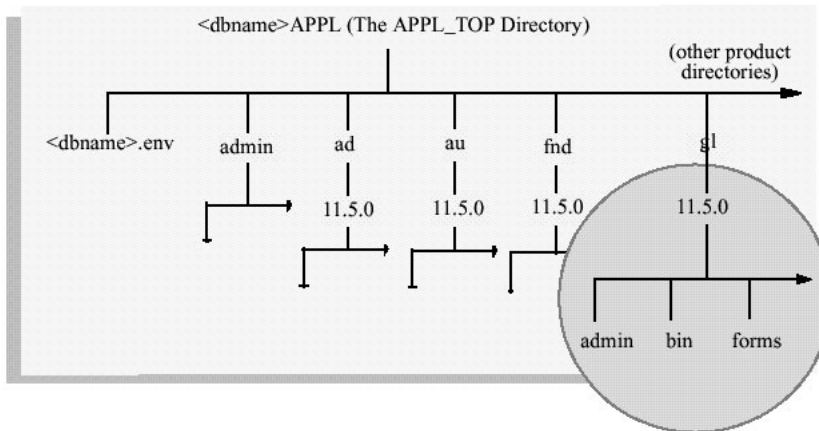 <dbname>APPL (The APPL_TOP Directory)
(other product
directories)
<dbname>.env
admin
ad
au
fnd
gl
11.5.0
11.5.0
11.5.0
11.5.0
admin
bin
forms